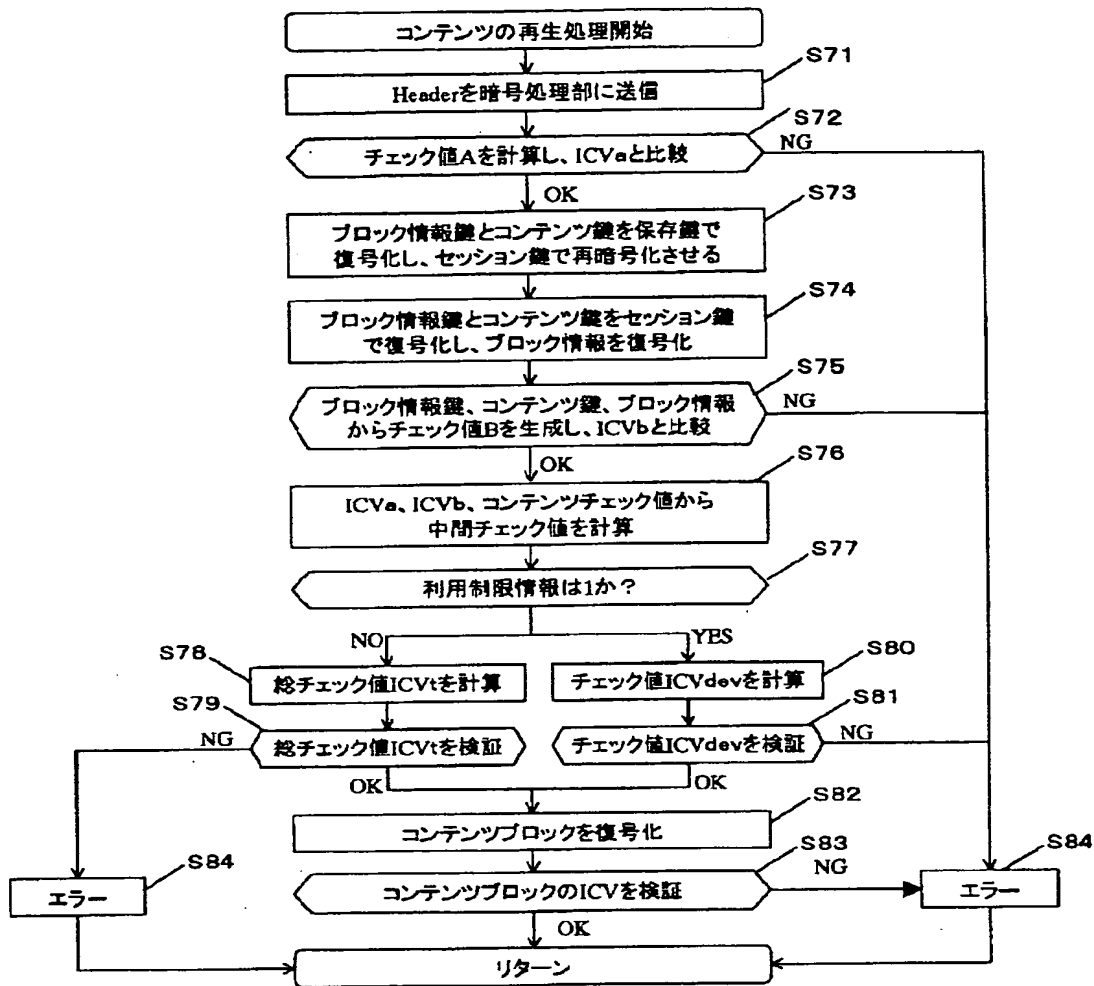 コンテンツの再生処理開始
S71
Headerを暗号処理部に送信
S72
チェック値Aを計算し、ICVaと比較
NG
OK
S73
ブロック情報鍵とコンテンツ鍵を保存鍵で
復号化し、セッション鍵で再暗号化させる
S74
ブロック情報鍵とコンテンツ鍵をセッション鍵
で復号化し、ブロック情報を復号化
S75
ブロック情報鍵、コンテンツ鍵、ブロック情報
からチェック値Bを生成し、ICVbと比較
NG
OK
S76
ICVa、ICVb、コンテンツチェック値から
中間チェック値を計算
S77
利用制限情報は1か？
NO
YES
S78
総チェック値ICVtを計算
S80
チェック値ICVdevを計算
S79
総チェック値ICVtを検証
NG
S81
チェック値ICVdevを検証
NG
OK
OK
S82
コンテンツブロックを復号化
S83
コンテンツブロックのICVを検証
NG
S84
エラー
S84
エラー
OK
リターン